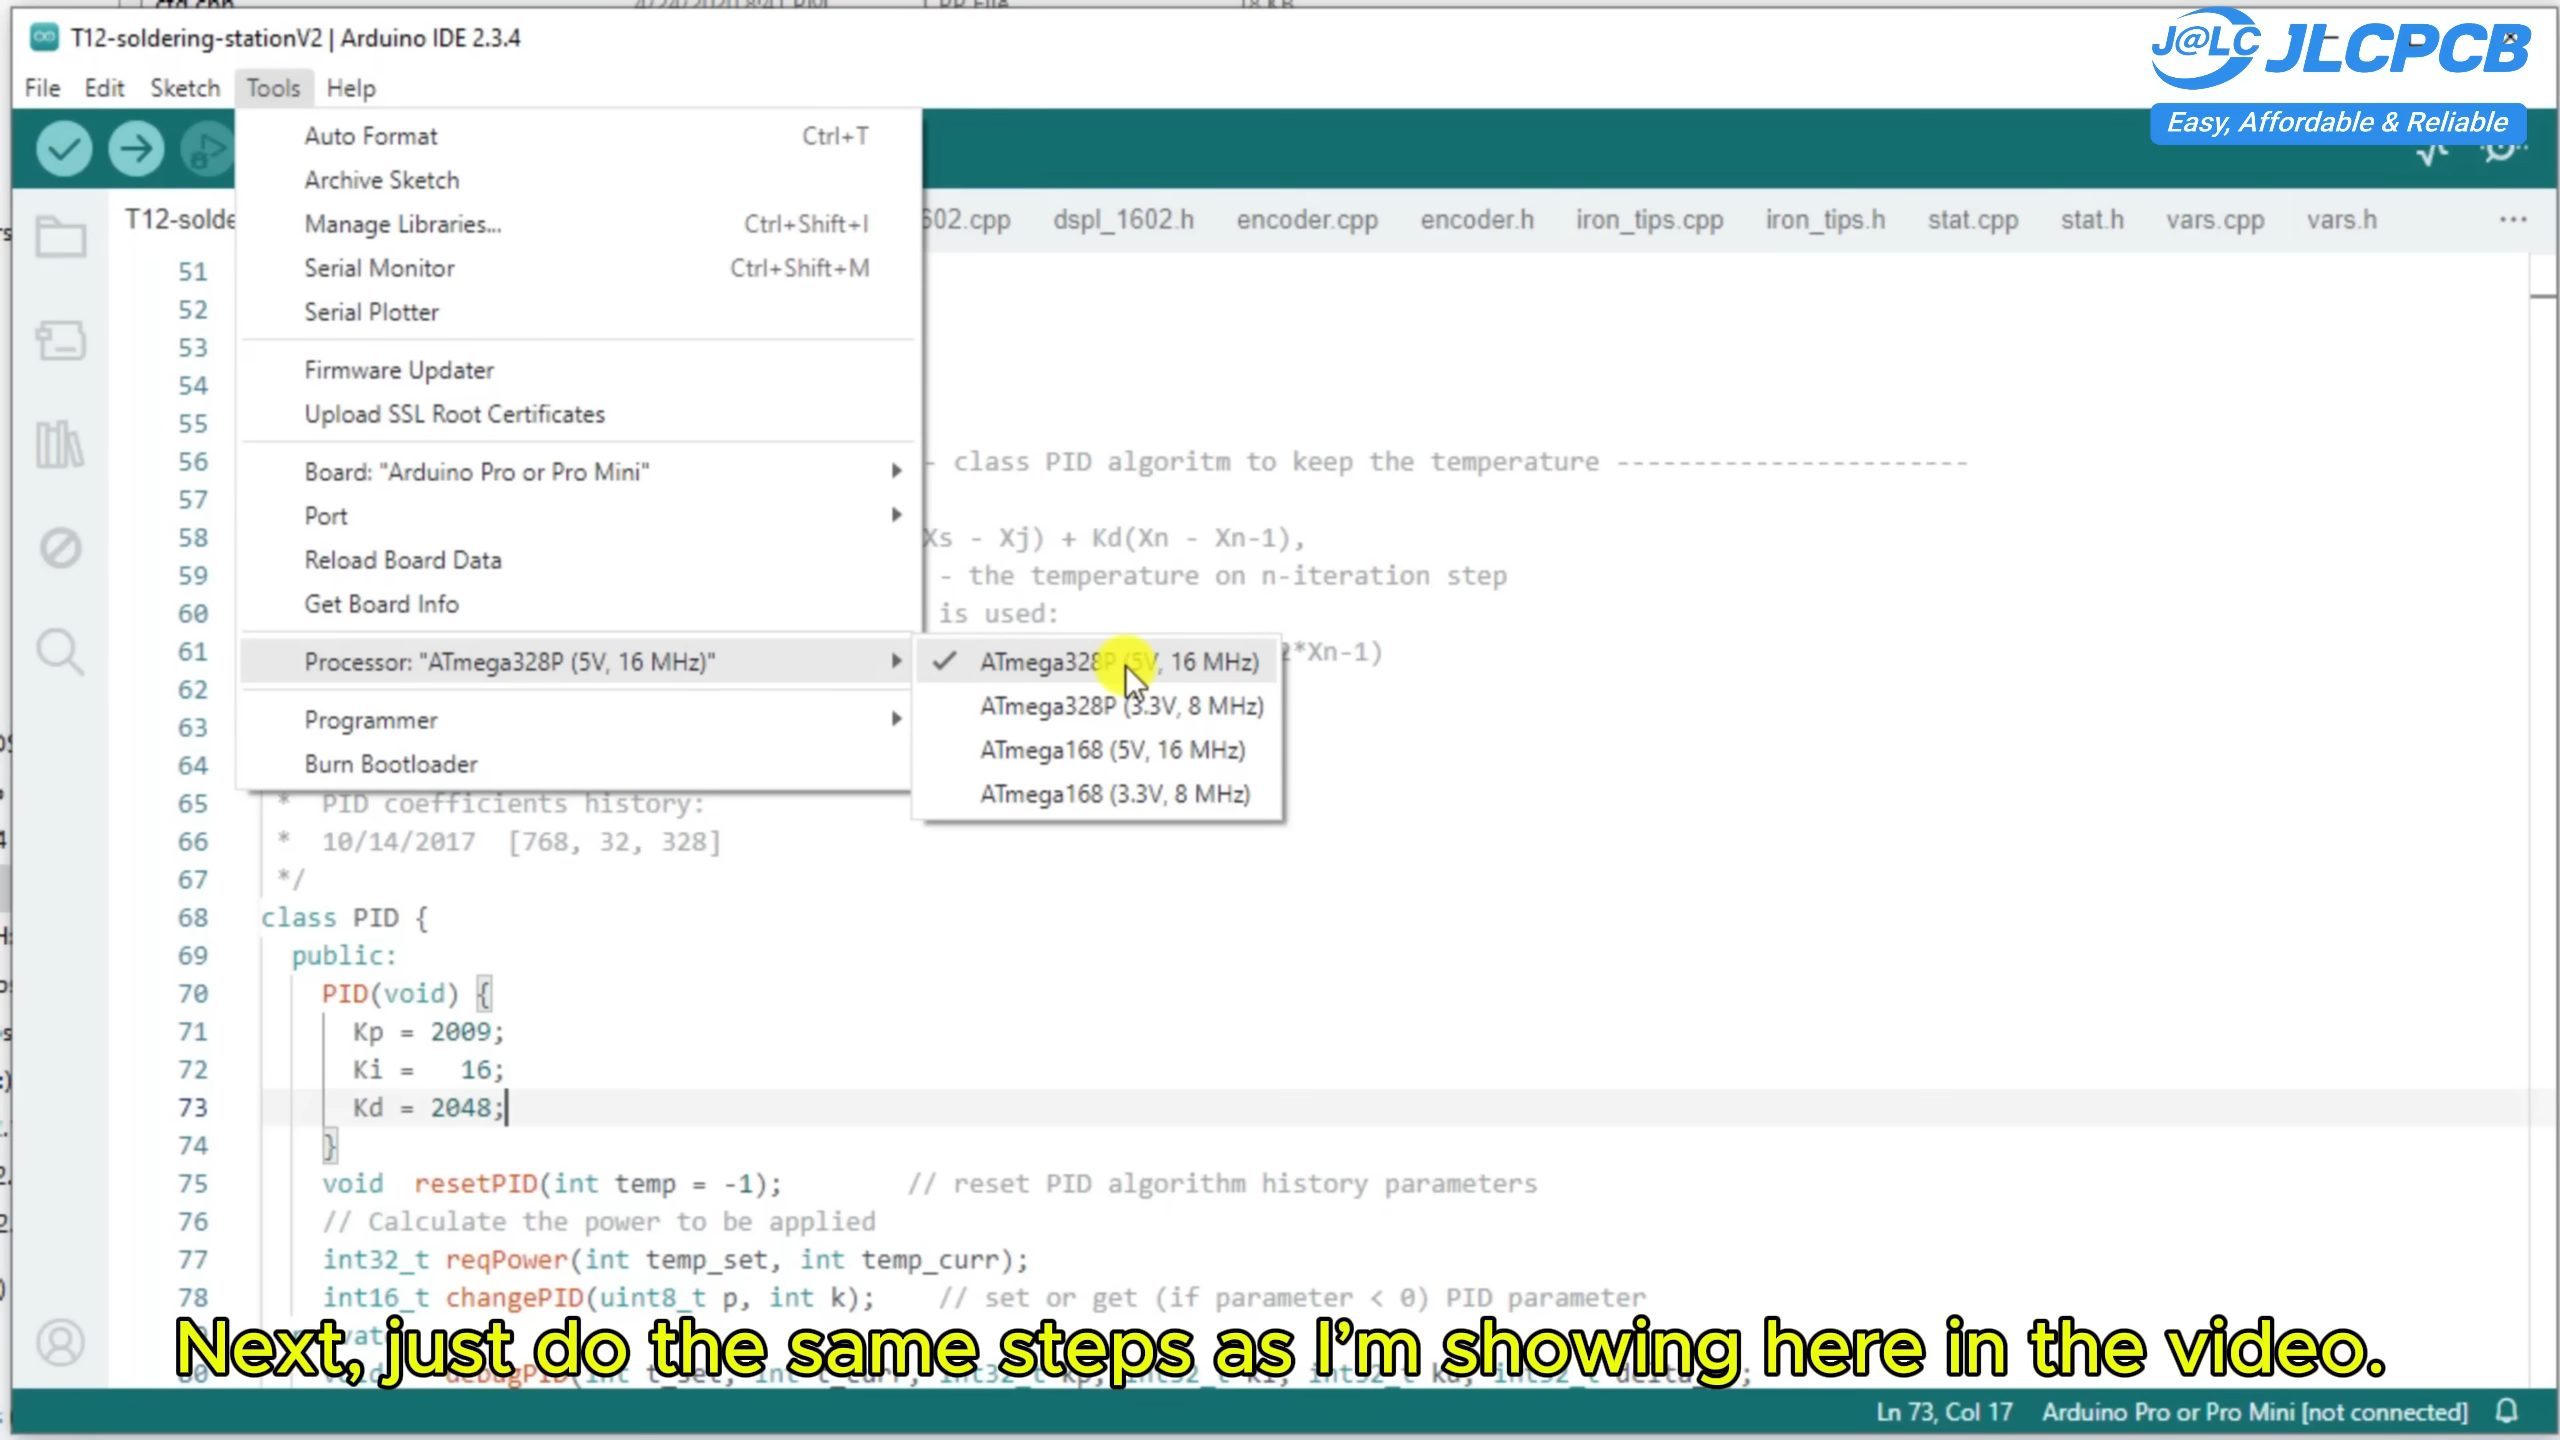 T12-soldering-stationV2 | Arduino IDE 2.3.4
J@LC JLCPCB
Easy, Affordable & Reliable
File Edit Sketch Tools Help
Auto Format Ctrl+T
Archive Sketch
Manage Libraries... Ctrl+Shift+I
Serial Monitor Ctrl+Shift+M
Serial Plotter
Firmware Updater
Upload SSL Root Certificates
Board: "Arduino Pro or Pro Mini"
Port
Reload Board Data
Get Board Info
Processor: "ATmega328P (5V, 16 MHz)"
Programmer
Burn Bootloader
ATmega328P (5V, 16 MHz)
ATmega328P (3.3V, 8 MHz)
ATmega168 (5V, 16 MHz)
ATmega168 (3.3V, 8 MHz)
T12-solde 602.cpp dspl_1602.h encoder.cpp encoder.h iron_tips.cpp iron_tips.h stat.cpp stat.h vars.cpp vars.h ...
51
52
53
54
55
56 - class PID algoritm to keep the temperature -----------------------
57
58 Xs - Xj) + Kd(Xn - Xn-1),
59 - the temperature on n-iteration step
60 is used:
61 2*Xn-1)
62
63
64
65 * PID coefficients history:
66 * 10/14/2017 [768, 32, 328]
67 */
68 class PID {
69 public:
70 PID(void) {
71 Kp = 2009;
72 Ki = 16;
73 Kd = 2048;
74 }
75 void resetPID(int temp = -1); // reset PID algorithm history parameters
76 // Calculate the power to be applied
77 int32_t reqPower(int temp_set, int temp_curr);
78 int16_t changePID(uint8_t p, int k); // set or get (if parameter < 0) PID parameter
Next, just do the same steps as I'm showing here in the video.
Ln 73, Col 17 Arduino Pro or Pro Mini [not connected]